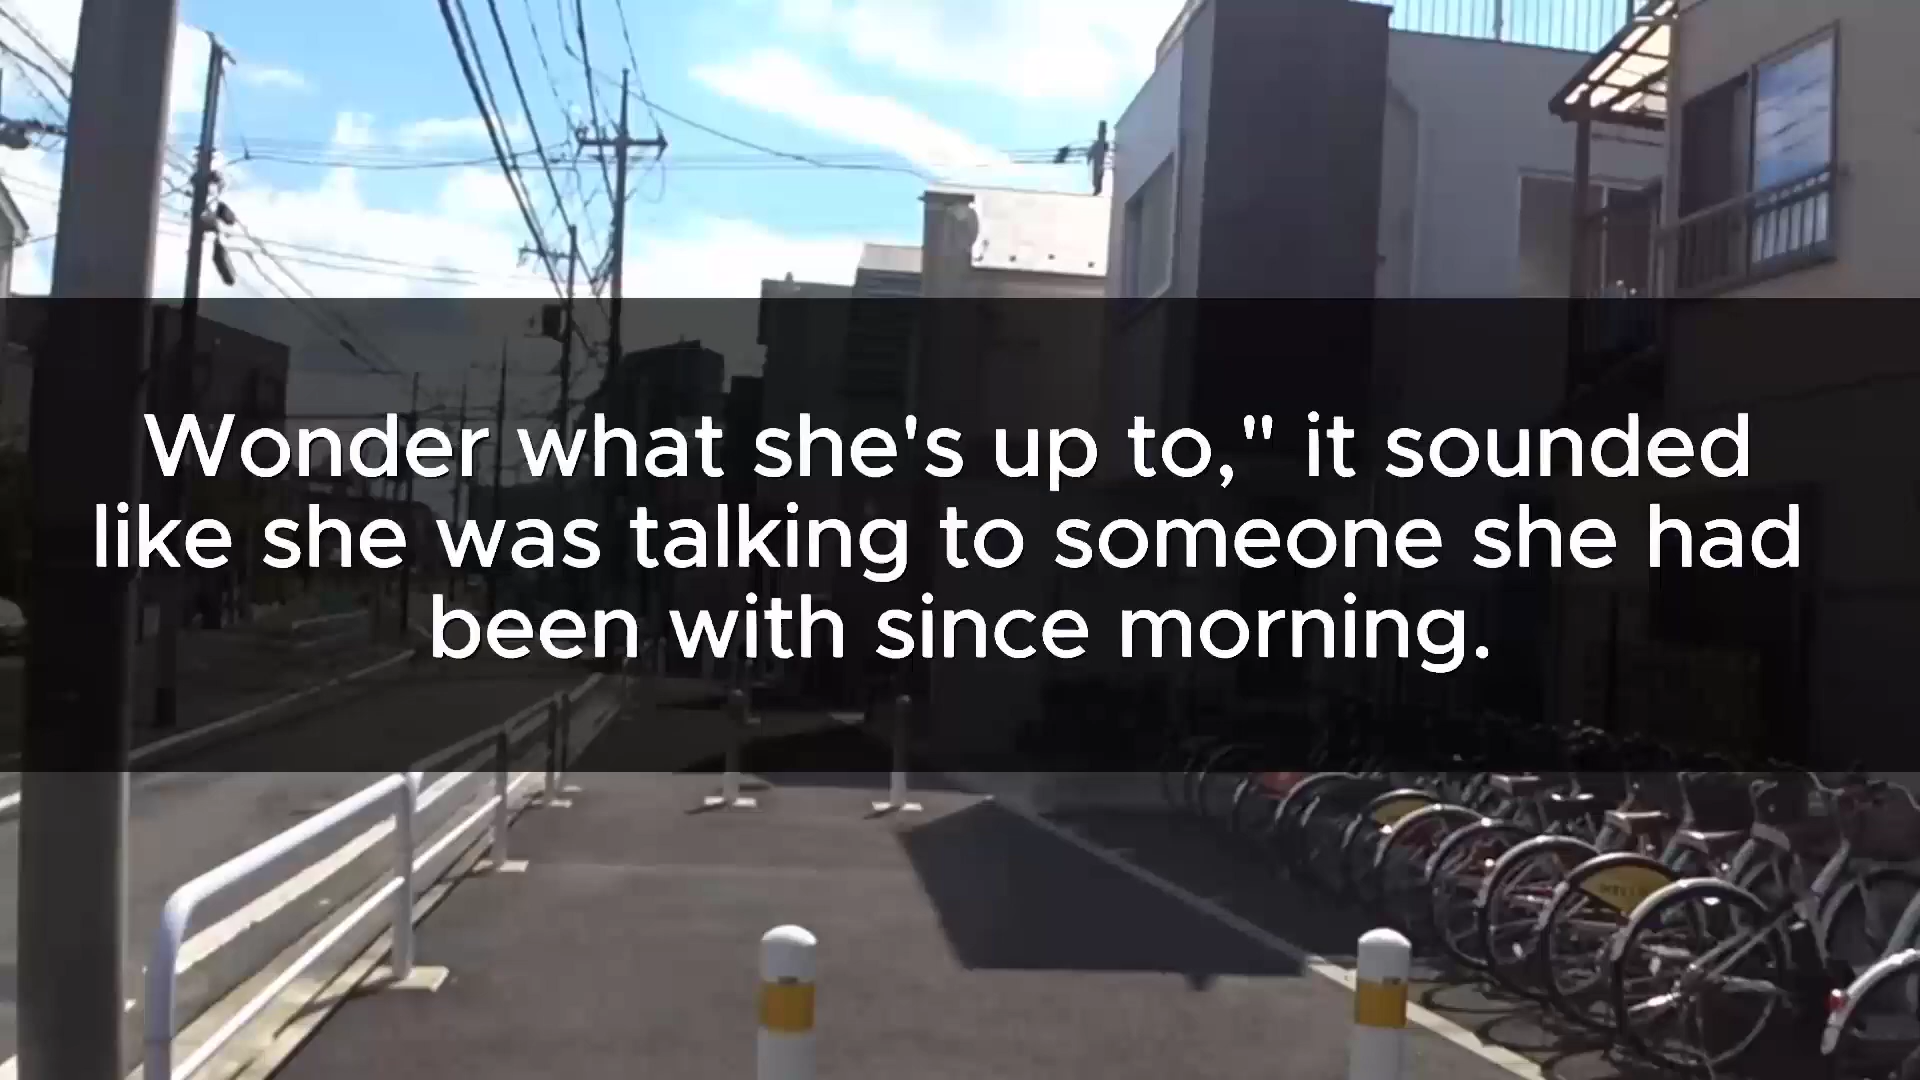 Wonder what she's up to," it sounded
like she was talking to someone she had
been with since morning.